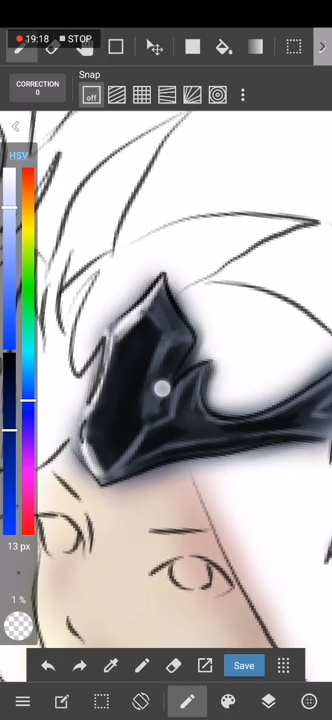 19:18 STOP
CORRECTION
0
Snap
off
HSV
13 px
1 %
Save